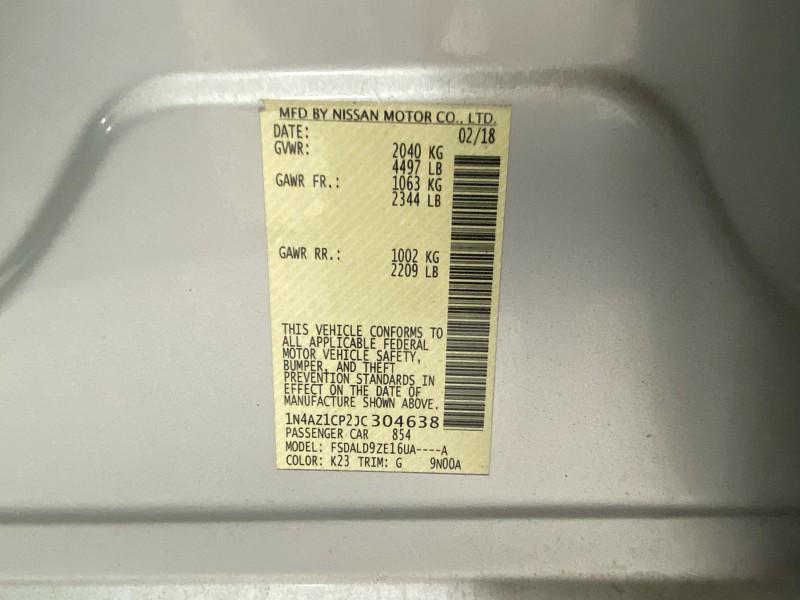 MFD BY NISSAN MOTOR CO., LTD.
DATE: 02/18
GVWR: 2040 KG
4497 LB
GAWR FR.: 1063 KG
2344 LB
GAWR RR.: 1002 KG
2209 LB
THIS VEHICLE CONFORMS TO
ALL APPLICABLE FEDERAL
MOTOR VEHICLE SAFETY,
BUMPER, AND THEFT
PREVENTION STANDARDS IN
EFFECT ON THE DATE OF
MANUFACTURE SHOWN ABOVE.
1N4AZ1CP2JC304638
PASSENGER CAR 854
MODEL: FSDALD9ZE16UA----A
COLOR: K23 TRIM: G 9N00A